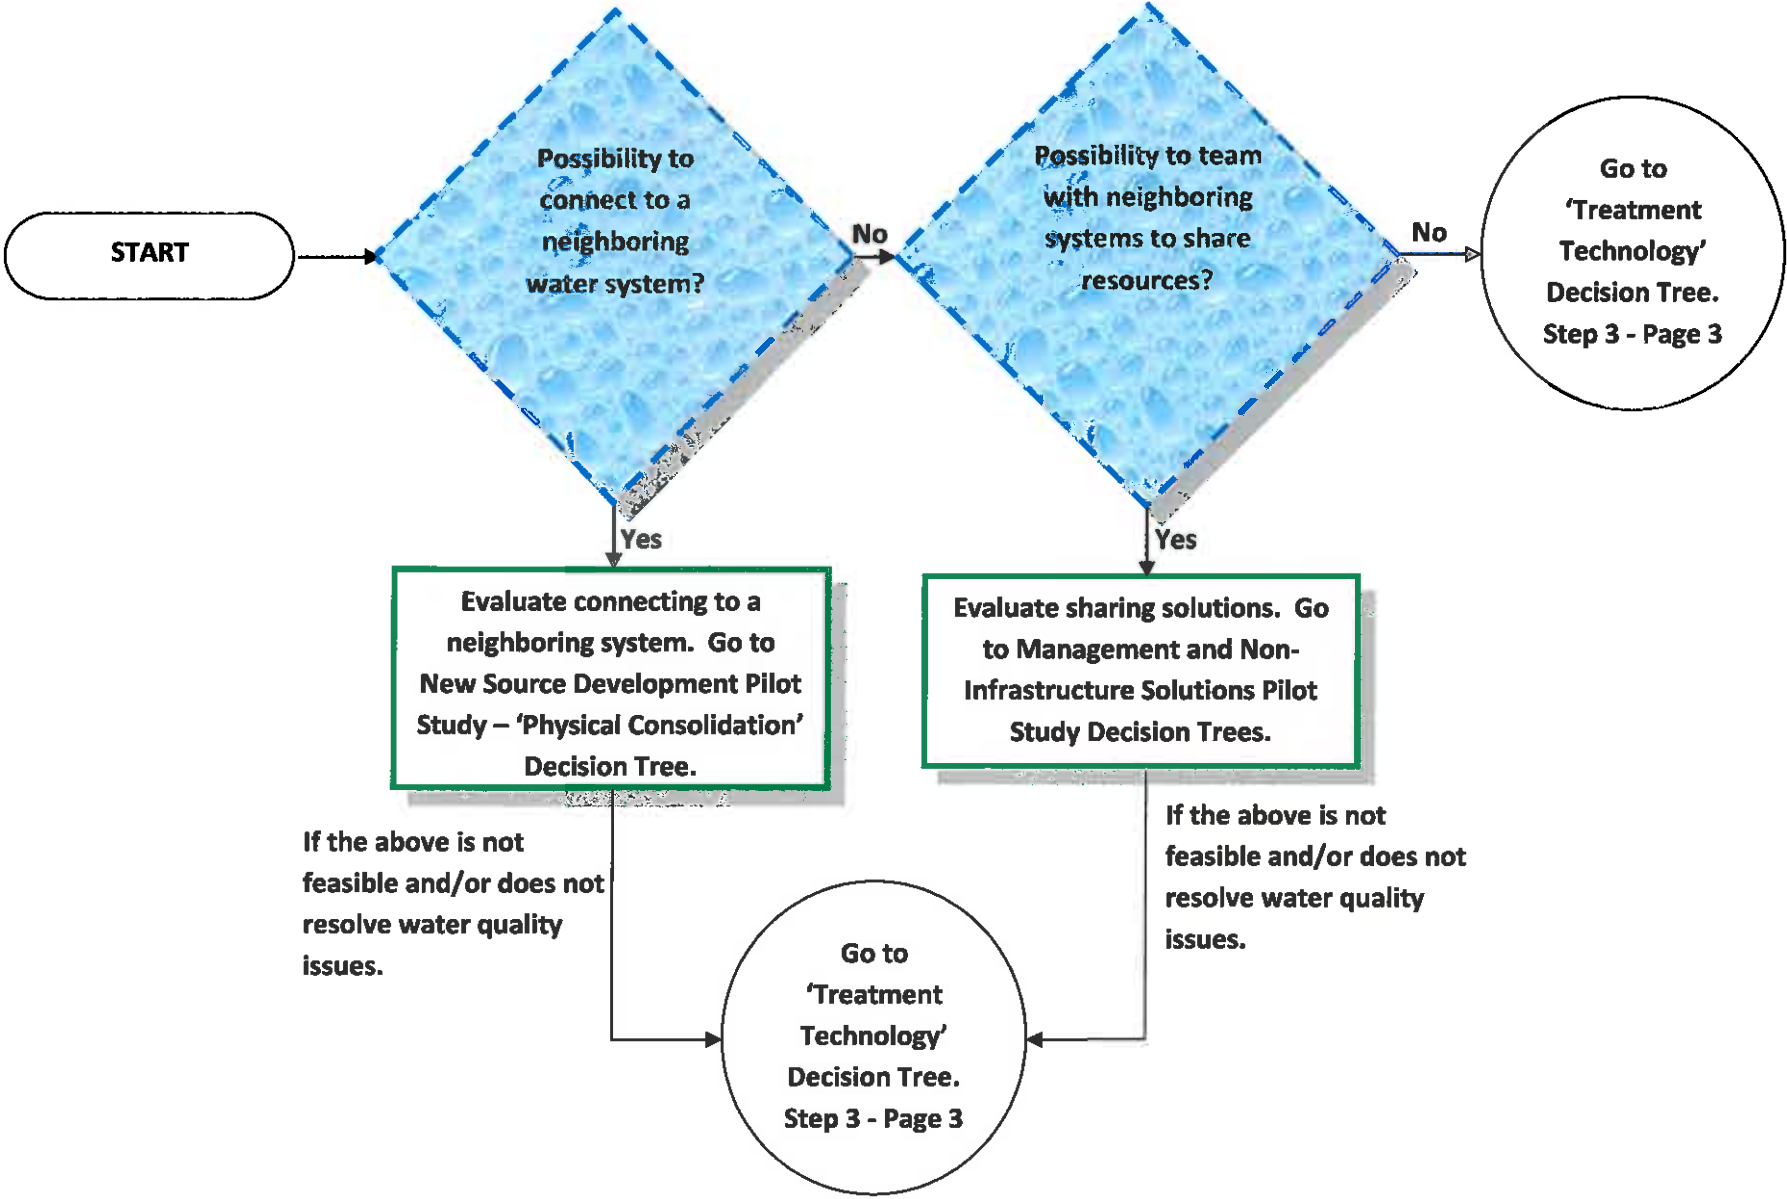 START
Possibility to
connect to a
neighboring
water system?
No
Possibility to team
with neighboring
systems to share
resources?
No
Go to
‘Treatment
Technology’
Decision Tree.
Step 3 - Page 3
Yes
Evaluate connecting to a
neighboring system.  Go to
New Source Development Pilot
Study – ‘Physical Consolidation’
Decision Tree.
Yes
Evaluate sharing solutions.  Go
to Management and Non-
Infrastructure Solutions Pilot
Study Decision Trees.
If the above is not
feasible and/or does not
resolve water quality
issues.
If the above is not
feasible and/or does not
resolve water quality
issues.
Go to
‘Treatment
Technology’
Decision Tree.
Step 3 - Page 3